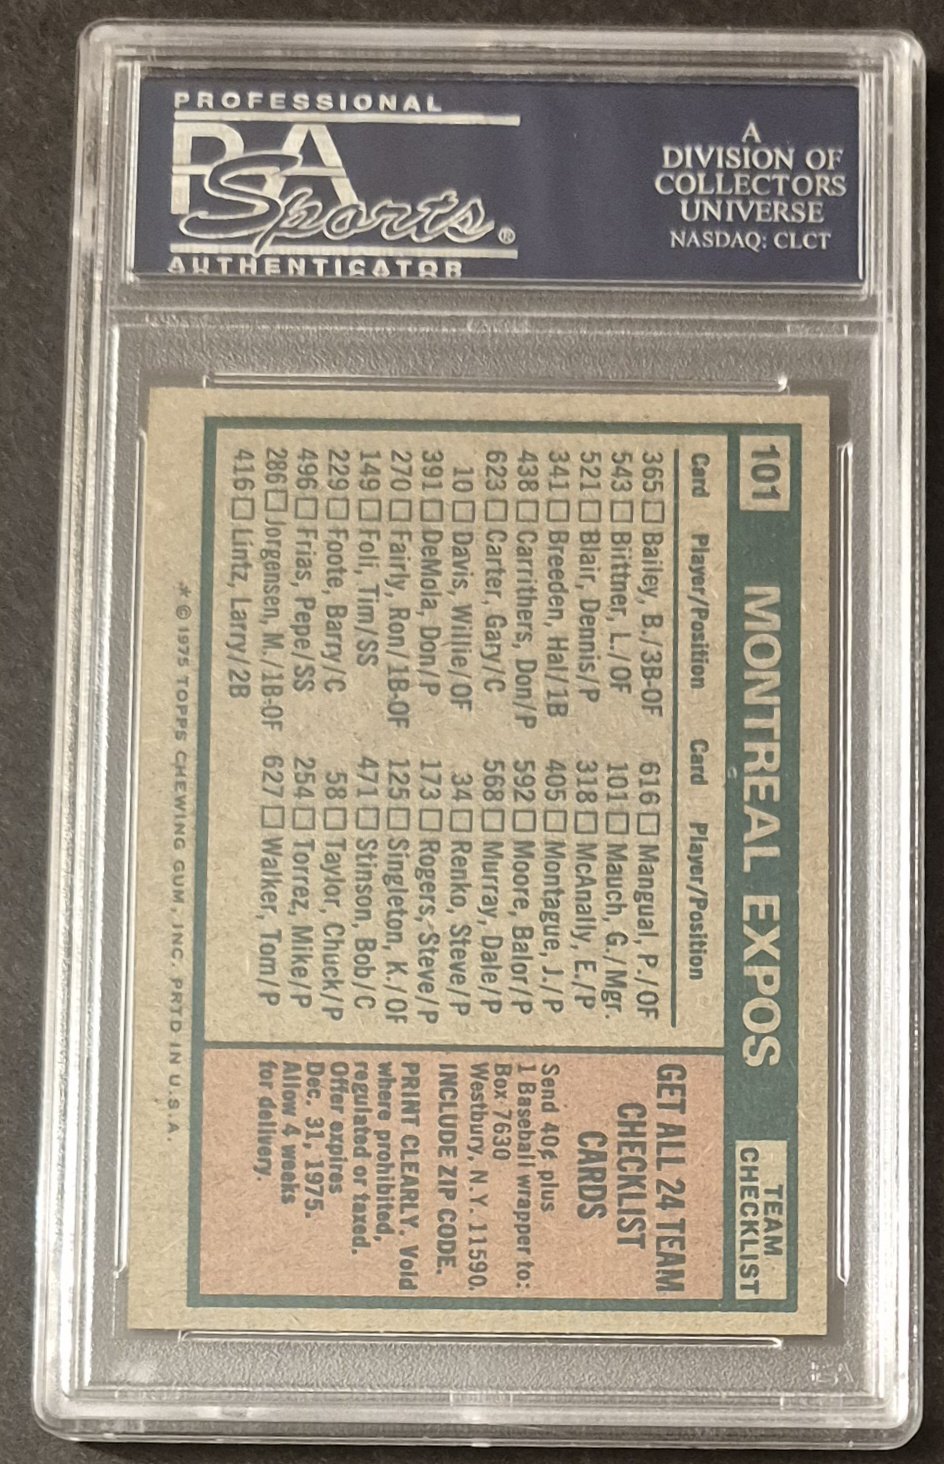 PROFESSIONAL
PSA
Sports®
AUTHENTICATOR
A
DIVISION OF
COLLECTORS
UNIVERSE
NASDAQ: CLCT
101 MONTREAL EXPOS TEAM
CHECKLIST
Card Player/Position Card Player/Position
365 □ Bailey, B./3B-OF 616 □ Mangual, P./OF
543 □ Bittner, L./OF 101 □ Mauch, G./Mgr.
521 □ Blair, Dennis/P 318 □ McAnally, E./P
341 □ Breeden, Hal/1B 405 □ Montague, J./P
438 □ Carrithers, Don/P 592 □ Moore, Balor/P
623 □ Carter, Gary/C 568 □ Murray, Dale/P
10 □ Davis, Willie/OF 34 □ Renko, Steve/P
391 □ DeMola, Don/P 173 □ Rogers, Steve/P
270 □ Fairly, Ron/1B-OF 125 □ Singleton, K./OF
149 □ Foli, Tim/SS 471 □ Stinson, Bob/C
229 □ Foote, Barry/C 58 □ Taylor, Chuck/P
496 □ Frias, Pepe/SS 254 □ Torrez, Mike/P
286 □ Jorgensen, M./1B-OF 627 □ Walker, Tom/P
416 □ Lintz, Larry/2B
GET ALL 24 TEAM
CHECKLIST
CARDS
Send 40¢ plus
1 Baseball wrapper to:
Box 7630
Westbury, N.Y. 11590.
INCLUDE ZIP CODE.
PRINT CLEARLY. Void
where prohibited,
regulated or taxed.
Offer expires
Dec. 31, 1975.
Allow 4 weeks
for delivery.
* © 1975 TOPPS CHEWING GUM, INC. PRTD IN U.S.A.